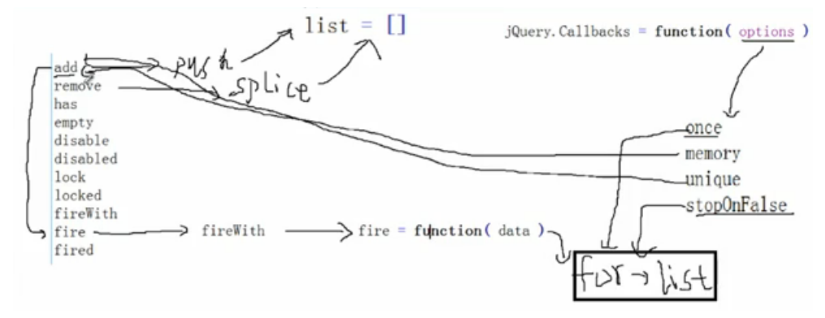 list = []
jQuery.Callbacks = function( options )
push
add
splice
remove
has
empty
once
disable
disabled
memory
lock
unique
locked
stopOnFalse
fireWith
fire
fireWith
fire = function( data )
fired
for → list